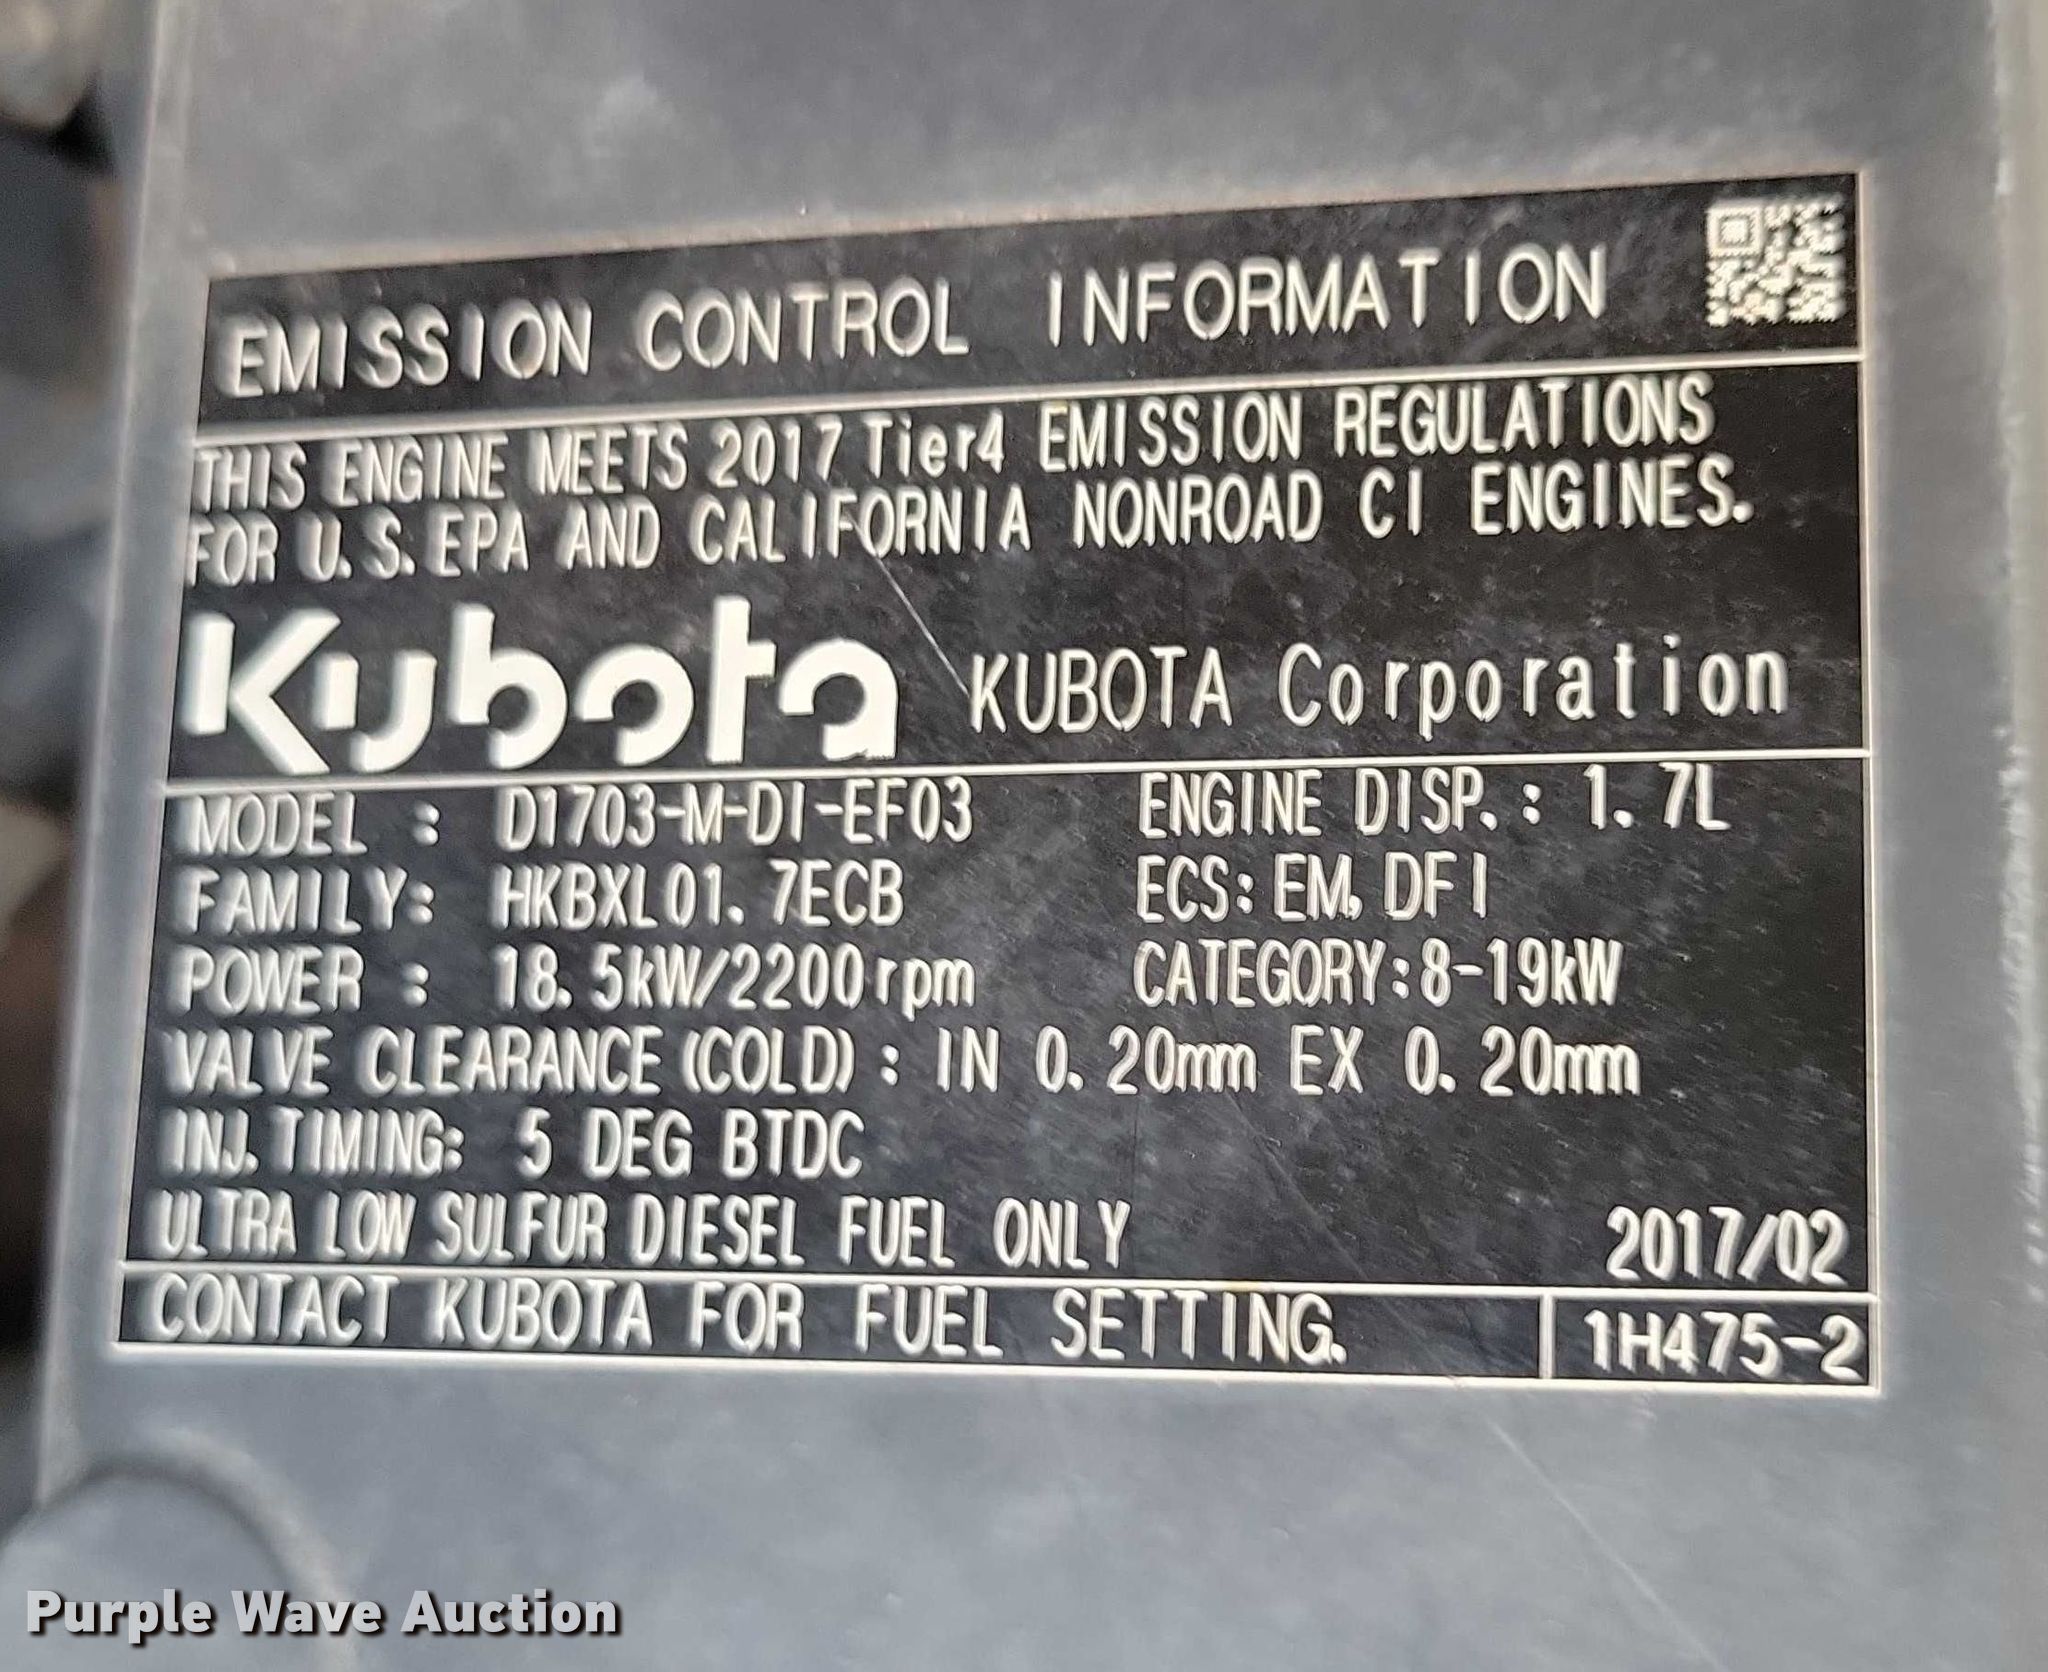 EMISSION CONTROL INFORMATION
THIS ENGINE MEETS 2017 Tier4 EMISSION REGULATIONS
FOR U.S. EPA AND CALIFORNIA NONROAD CI ENGINES.
Kubota KUBOTA Corporation
MODEL : D1703-M-DI-EF03 ENGINE DISP. : 1.7L
FAMILY: HKBXL01.7ECB ECS: EM, DFI
POWER : 18.5kW/2200rpm CATEGORY:8-19kW
VALVE CLEARANCE (COLD) : IN 0.20mm EX 0.20mm
INJ. TIMING: 5 DEG BTDC
ULTRA LOW SULFUR DIESEL FUEL ONLY 2017/02
CONTACT KUBOTA FOR FUEL SETTING. 1H475-2
Purple Wave Auction